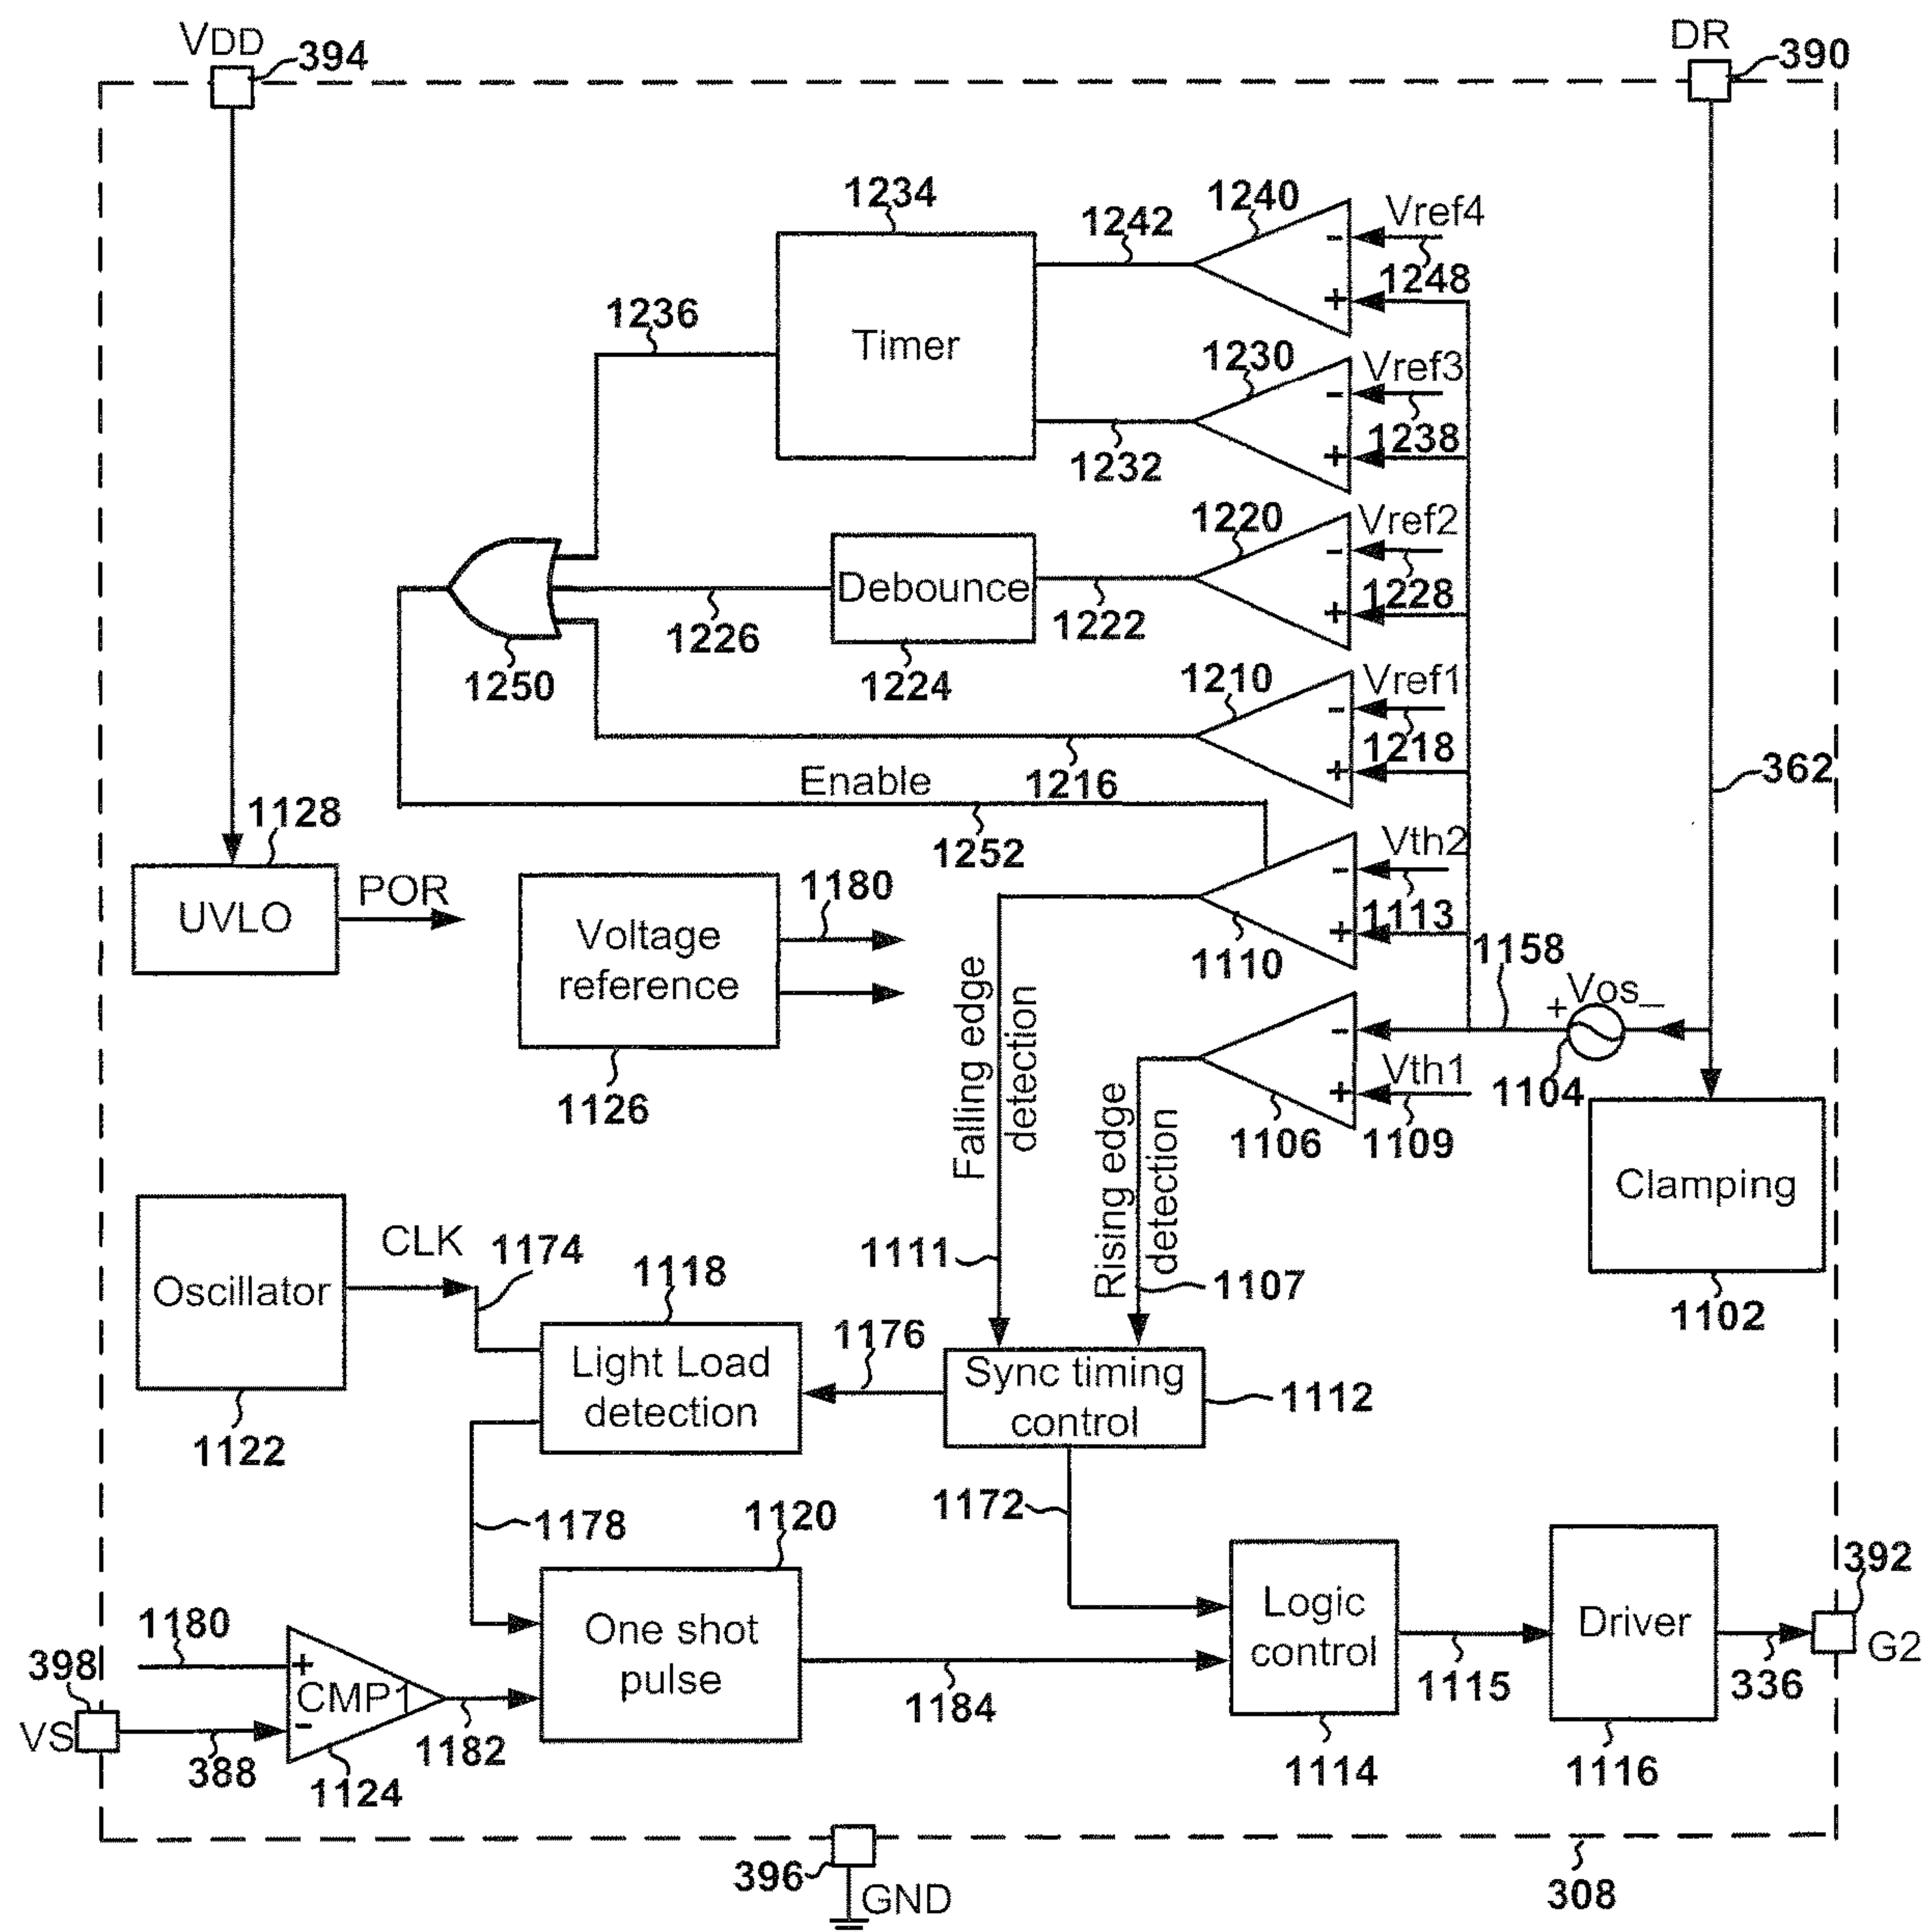 VDD
394
DR
390
1234
1242
1240
Vref4
-
1248
+
1236
Timer
1230
Vref3
-
1238
+
1232
1220
Vref2
-
1228
+
Debounce
1222
1226
1224
1250
1210
Vref1
-
1218
+
1216
Enable
1252
362
1128
UVLO
POR
Voltage
reference
1180
1126
Vth2
-
1113
+
1110
1158
+ Vos_
1104
-
Vth1
+
1106
1109
Falling edge
detection
Rising edge
detection
Clamping
1102
Oscillator
1122
CLK
1174
1118
1111
1107
Light Load
detection
1176
Sync timing
control
1112
1178
1120
1172
One shot
pulse
1180
398
VS
388
+
CMP1
-
1124
1182
1184
Logic
control
1114
1115
Driver
1116
336
392
G2
396
GND
308